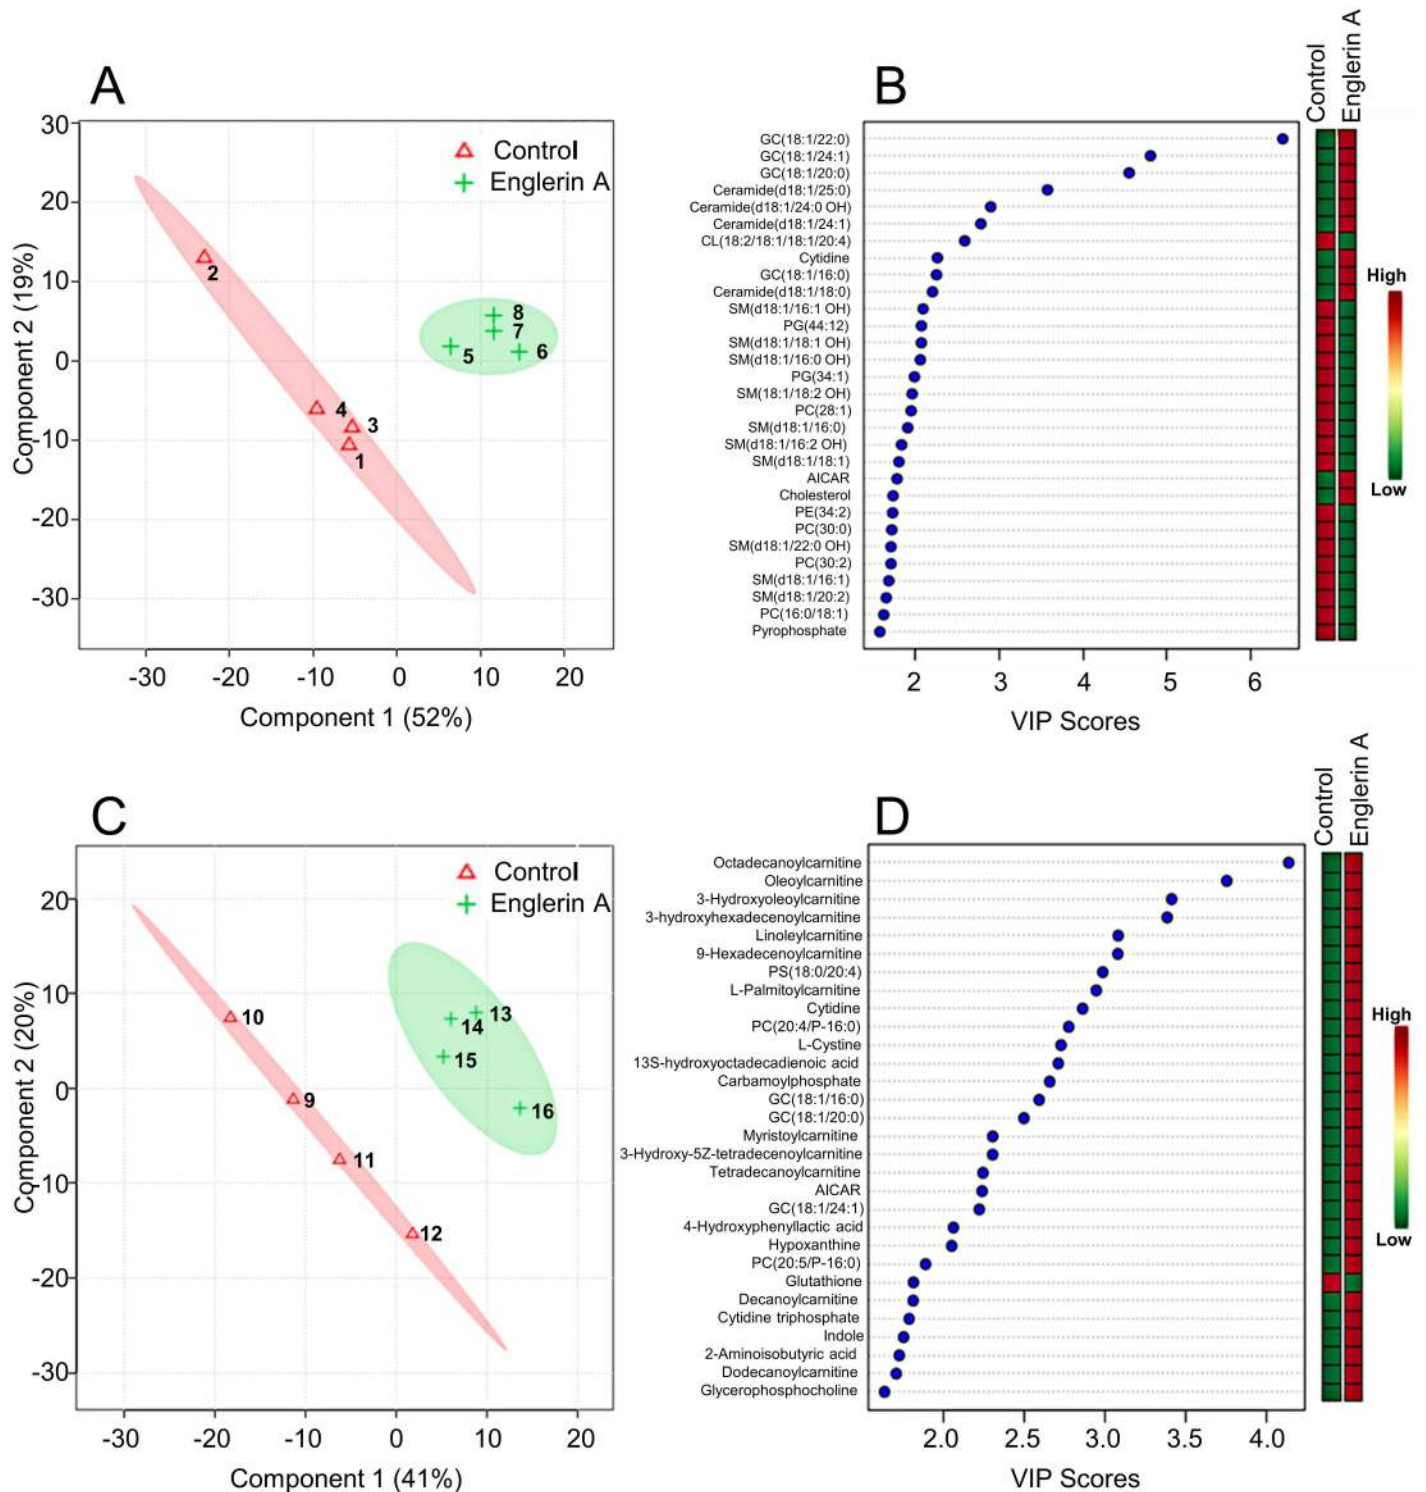 A
30
20
10
0
-10
-20
-30
Component 2 (19%)
Control
Englerin A
2
4
3
1
8
7
5
6
-30
-20
-10
0
10
20
Component 1 (52%)
B
Control
Englerin A
GC(18:1/22:0)
GC(18:1/24:1)
GC(18:1/20:0)
Ceramide(d18:1/25:0)
Ceramide(d18:1/24:0 OH)
Ceramide(d18:1/24:1)
CL(18:2/18:1/18:1/20:4)
Cytidine
GC(18:1/16:0)
Ceramide(d18:1/18:0)
SM(d18:1/16:1 OH)
PG(44:12)
SM(d18:1/18:1 OH)
SM(d18:1/16:0 OH)
PG(34:1)
SM(18:1/18:2 OH)
PC(28:1)
SM(d18:1/16:0)
SM(d18:1/16:2 OH)
SM(d18:1/18:1)
AICAR
Cholesterol
PE(34:2)
PC(30:0)
SM(d18:1/22:0 OH)
PC(30:2)
SM(d18:1/16:1)
SM(d18:1/20:2)
PC(16:0/18:1)
Pyrophosphate
2
3
4
5
6
VIP Scores
High
Low
C
20
10
0
-10
-20
-30
Component 2 (20%)
Control
Englerin A
10
9
11
12
13
14
15
16
-30
-20
-10
0
10
20
Component 1 (41%)
D
Control
Englerin A
Octadecanoylcarnitine
Oleoylcarnitine
3-Hydroxyoleoylcarnitine
3-hydroxyhexadecenoylcarnitine
Linoleylcarnitine
9-Hexadecenoylcarnitine
PS(18:0/20:4)
L-Palmitoylcarnitine
Cytidine
PC(20:4/P-16:0)
L-Cystine
13S-hydroxyoctadecadienoic acid
Carbamoylphosphate
GC(18:1/16:0)
GC(18:1/20:0)
Myristoylcarnitine
3-Hydroxy-5Z-tetradecenoylcarnitine
Tetradecanoylcarnitine
AICAR
GC(18:1/24:1)
4-Hydroxyphenyllactic acid
Hypoxanthine
PC(20:5/P-16:0)
Glutathione
Decanoylcarnitine
Cytidine triphosphate
Indole
2-Aminoisobutyric acid
Dodecanoylcarnitine
Glycerophosphocholine
2.0
2.5
3.0
3.5
4.0
VIP Scores
High
Low